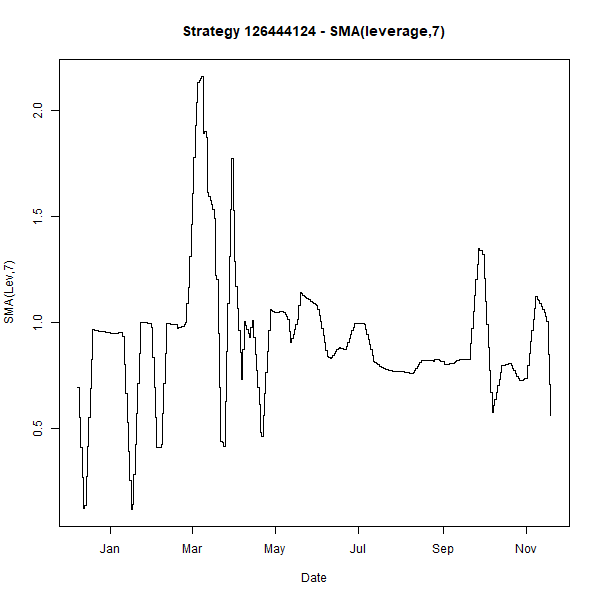 Strategy 126444124 - SMA(leverage,7)
SMA(Lev,7)
2.0
1.5
1.0
0.5
Jan Mar May Jul Sep Nov
Date